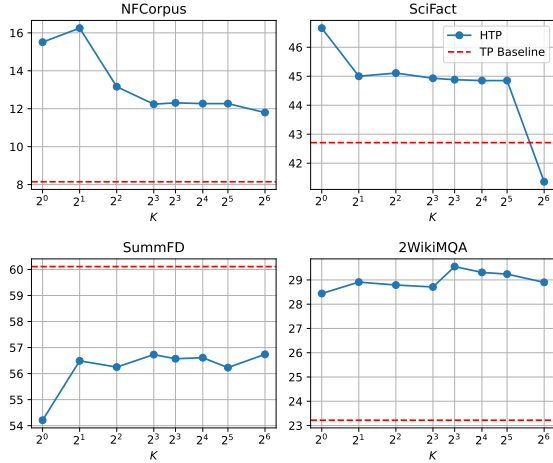 NFCorpus
16
14
12
10
8
2⁰ 2¹ 2² 2³ 2³ 2⁴ 2⁵ 2⁶
K
SciFact
HTP
TP Baseline
46
45
44
43
42
2⁰ 2¹ 2² 2³ 2³ 2⁴ 2⁵ 2⁶
K
SummFD
60
59
58
57
56
55
54
2⁰ 2¹ 2² 2³ 2³ 2⁴ 2⁵ 2⁶
K
2WikiMQA
29
28
27
26
25
24
23
2⁰ 2¹ 2² 2³ 2³ 2⁴ 2⁵ 2⁶
K